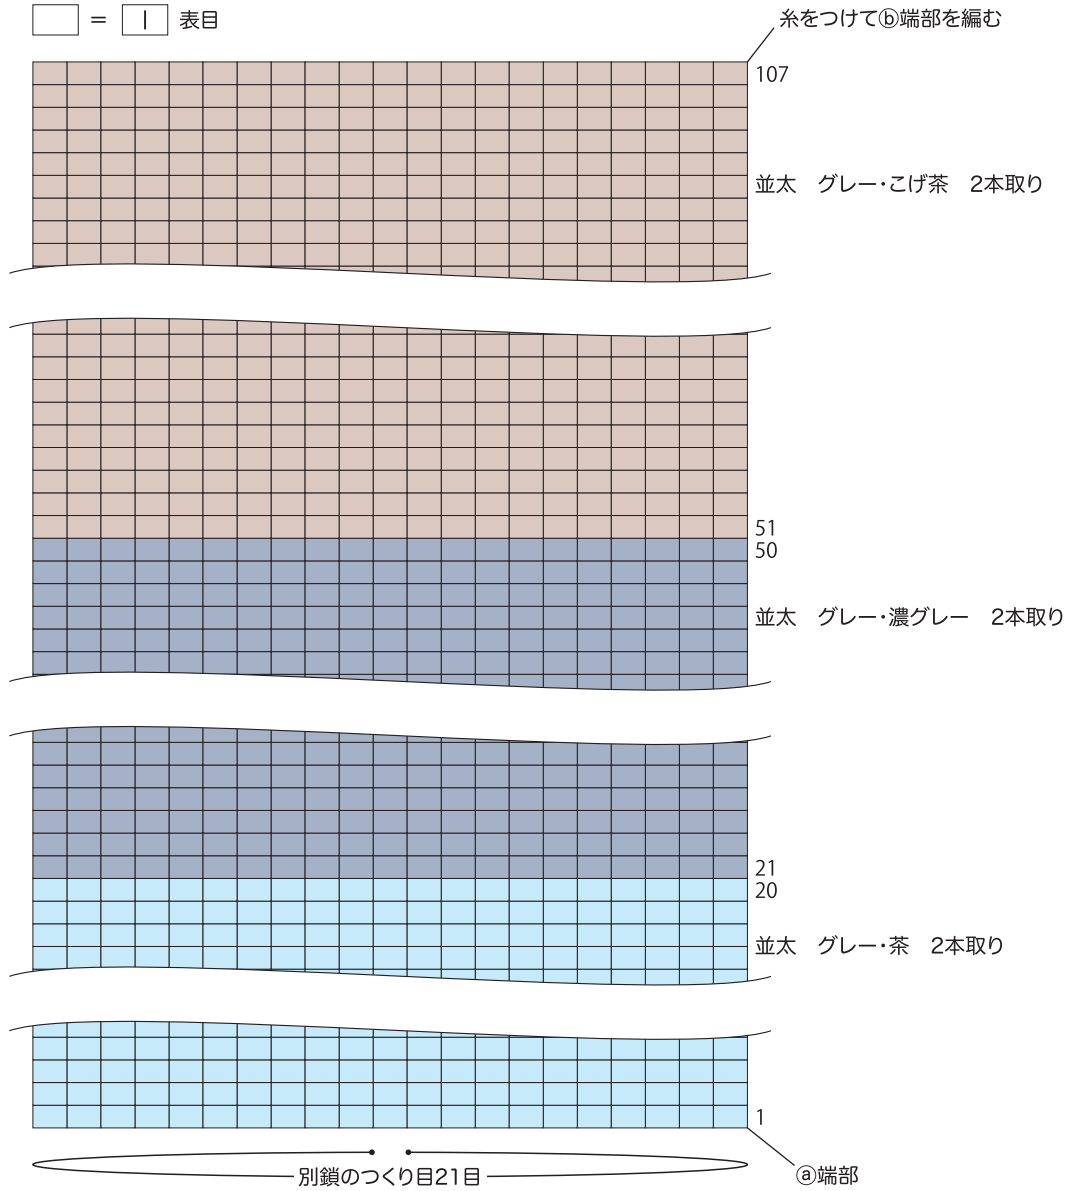 = | 表目
糸をつけてⓑ端部を編む
107
並太　グレー・こげ茶　2本取り
51
50
並太　グレー・濃グレー　2本取り
21
20
並太　グレー・茶　2本取り
1
別鎖のつくり目21目
ⓐ端部